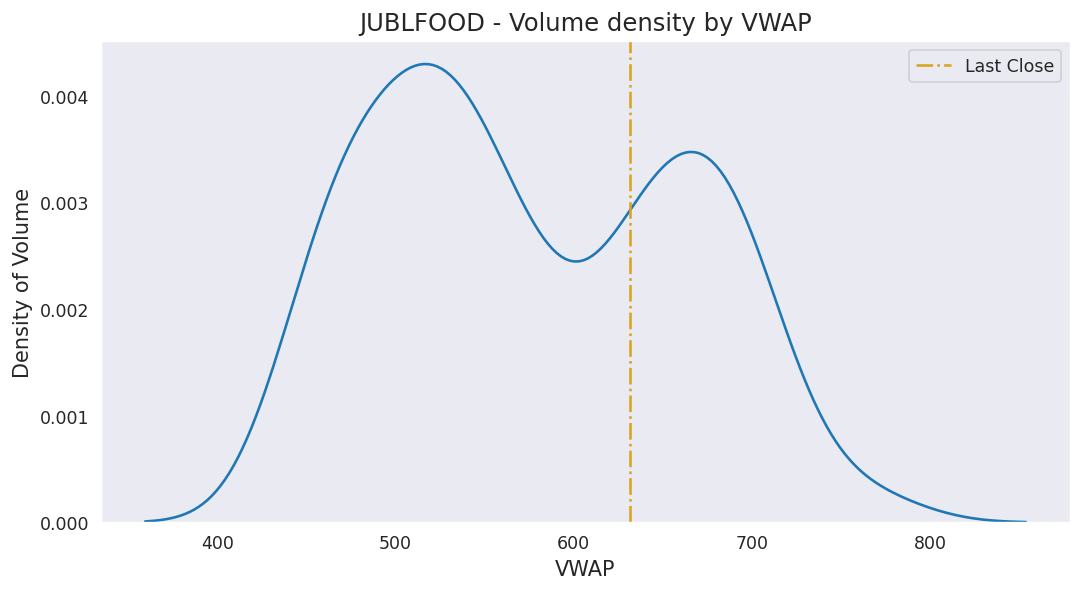 JUBLFOOD - Volume density by VWAP
Last Close
Density of Volume
0.004
0.003
0.002
0.001
0.000
400 500 600 700 800
VWAP